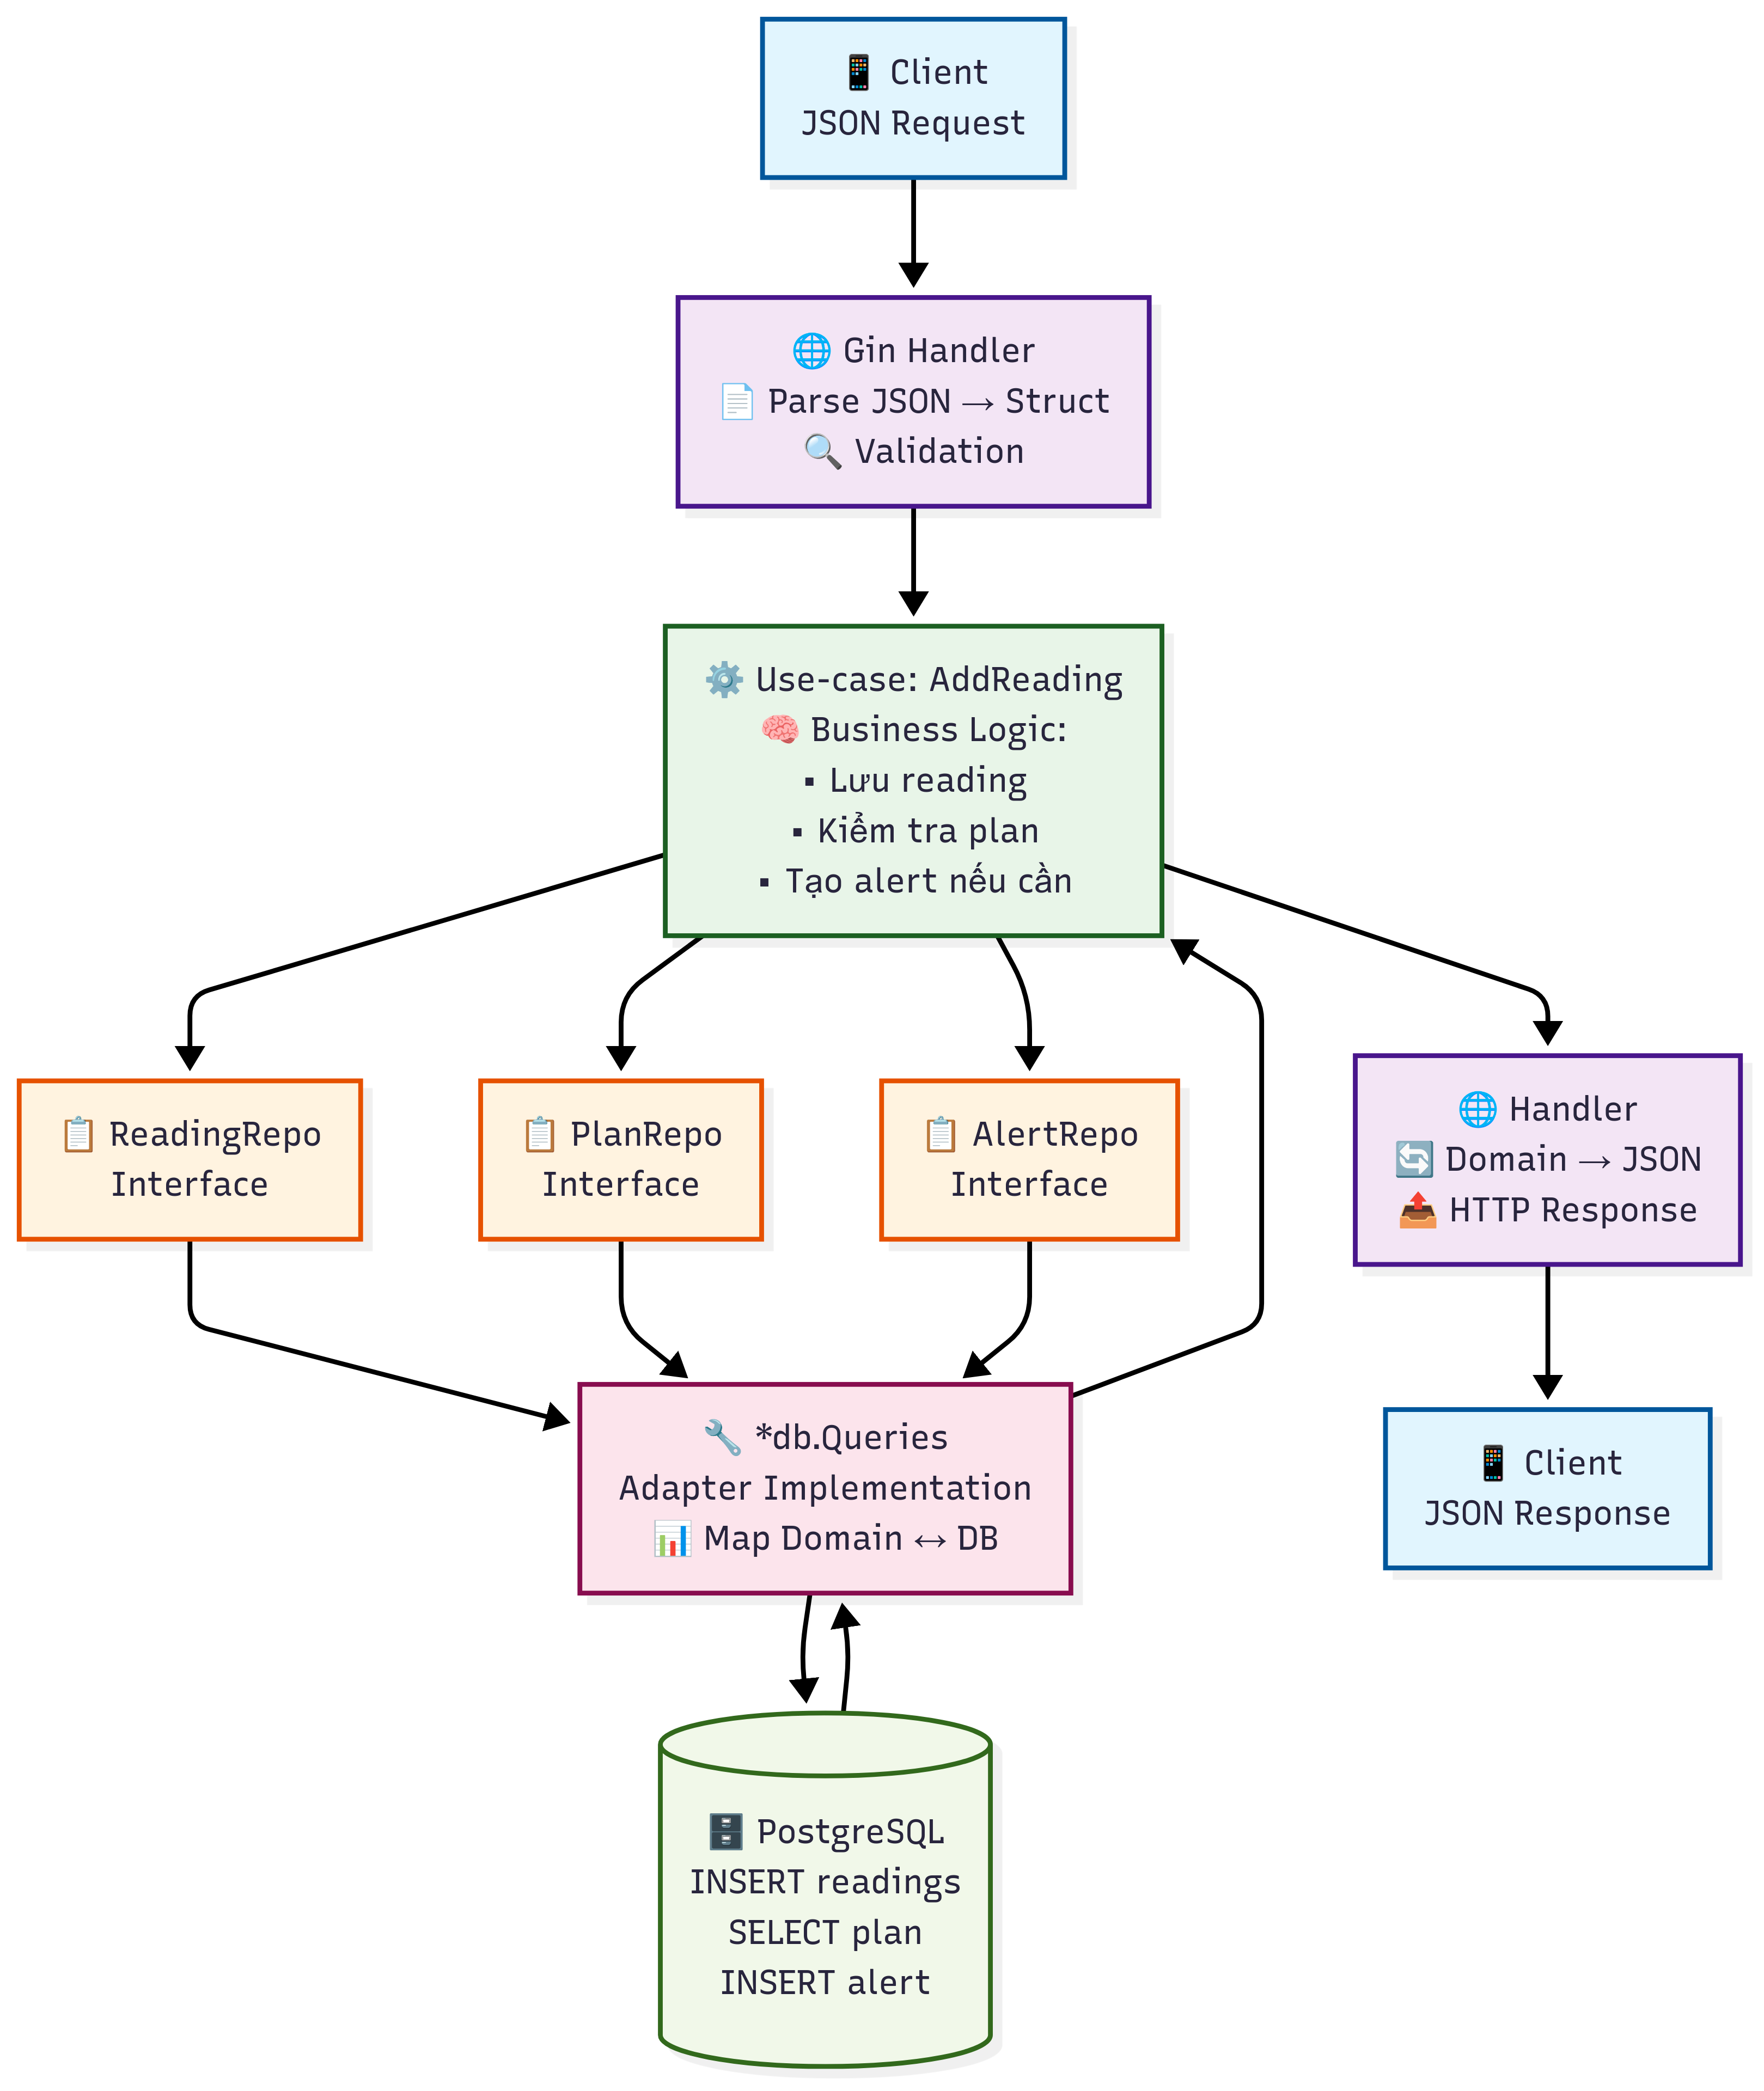 📱 Client
JSON Request
🌐 Gin Handler
📄 Parse JSON → Struct
🔍 Validation
⚙️ Use-case: AddReading
🧠 Business Logic:
▪ Lưu reading
▪ Kiểm tra plan
▪ Tạo alert nếu cần
📋 ReadingRepo
Interface
📋 PlanRepo
Interface
📋 AlertRepo
Interface
🌐 Handler
🔄 Domain → JSON
📤 HTTP Response
🔧 *db.Queries
Adapter Implementation
📊 Map Domain ↔ DB
📱 Client
JSON Response
🗄️ PostgreSQL
INSERT readings
SELECT plan
INSERT alert